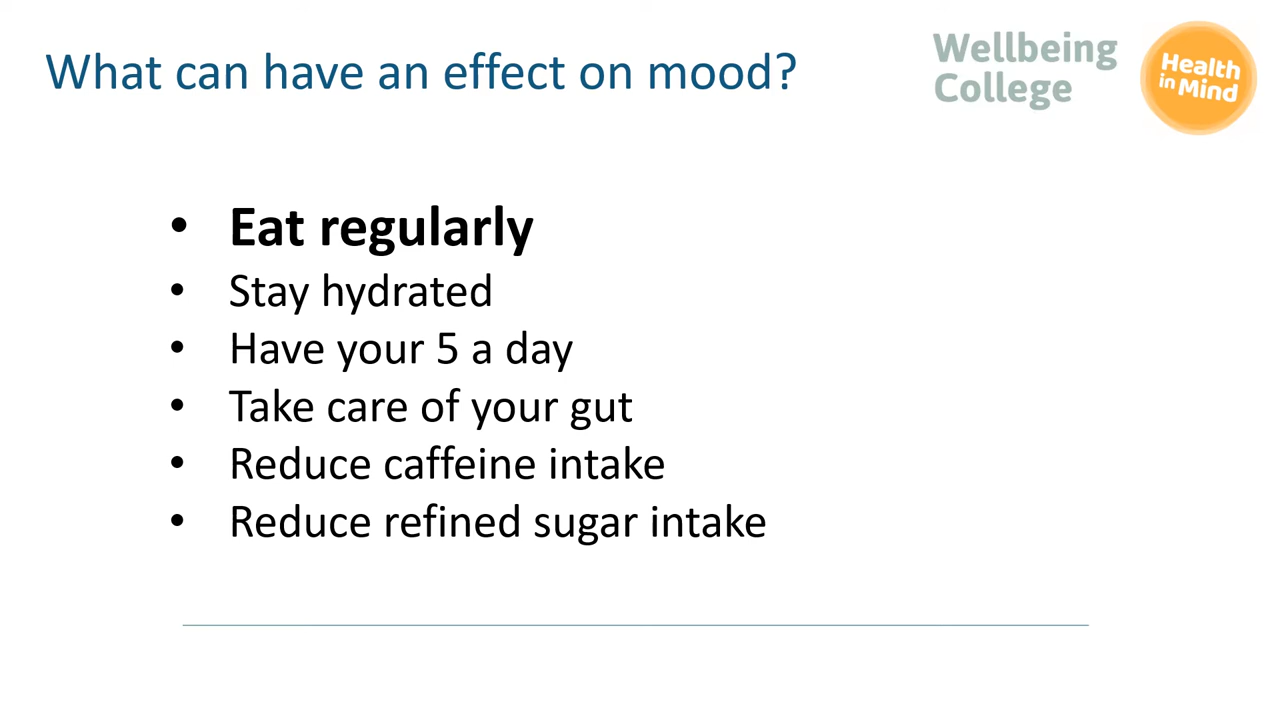 What can have an effect on mood?
Wellbeing
College
Health
in Mind
• Eat regularly
• Stay hydrated
• Have your 5 a day
• Take care of your gut
• Reduce caffeine intake
• Reduce refined sugar intake